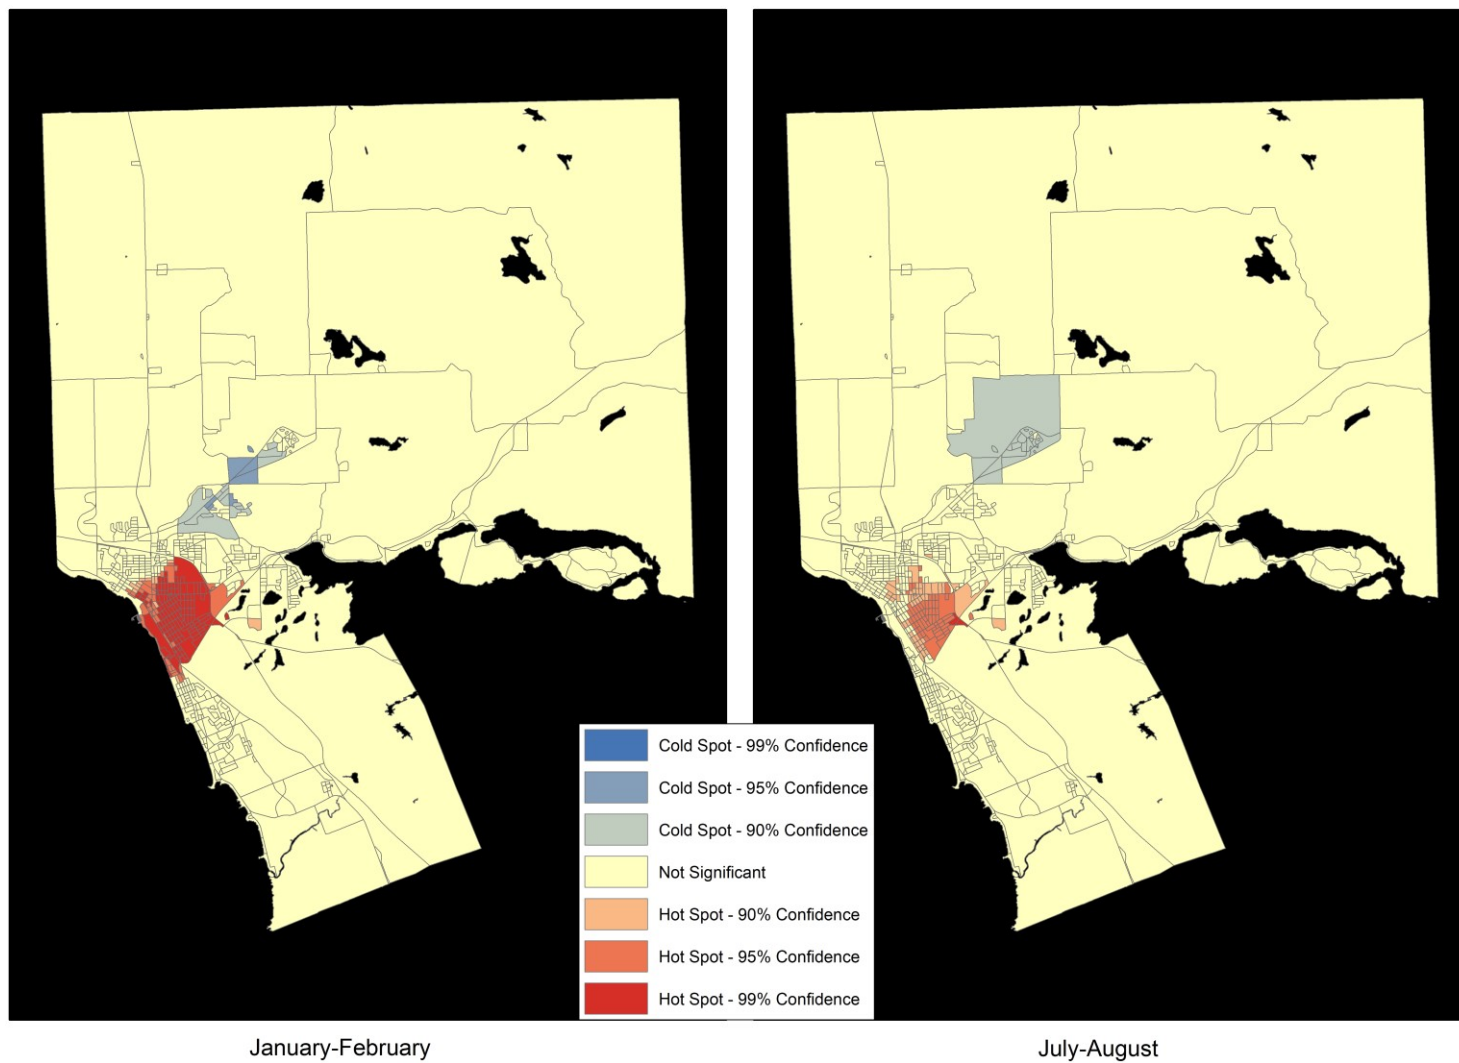 Cold Spot - 99% Confidence
Cold Spot - 95% Confidence
Cold Spot - 90% Confidence
Not Significant
Hot Spot - 90% Confidence
Hot Spot - 95% Confidence
Hot Spot - 99% Confidence
January-February
July-August